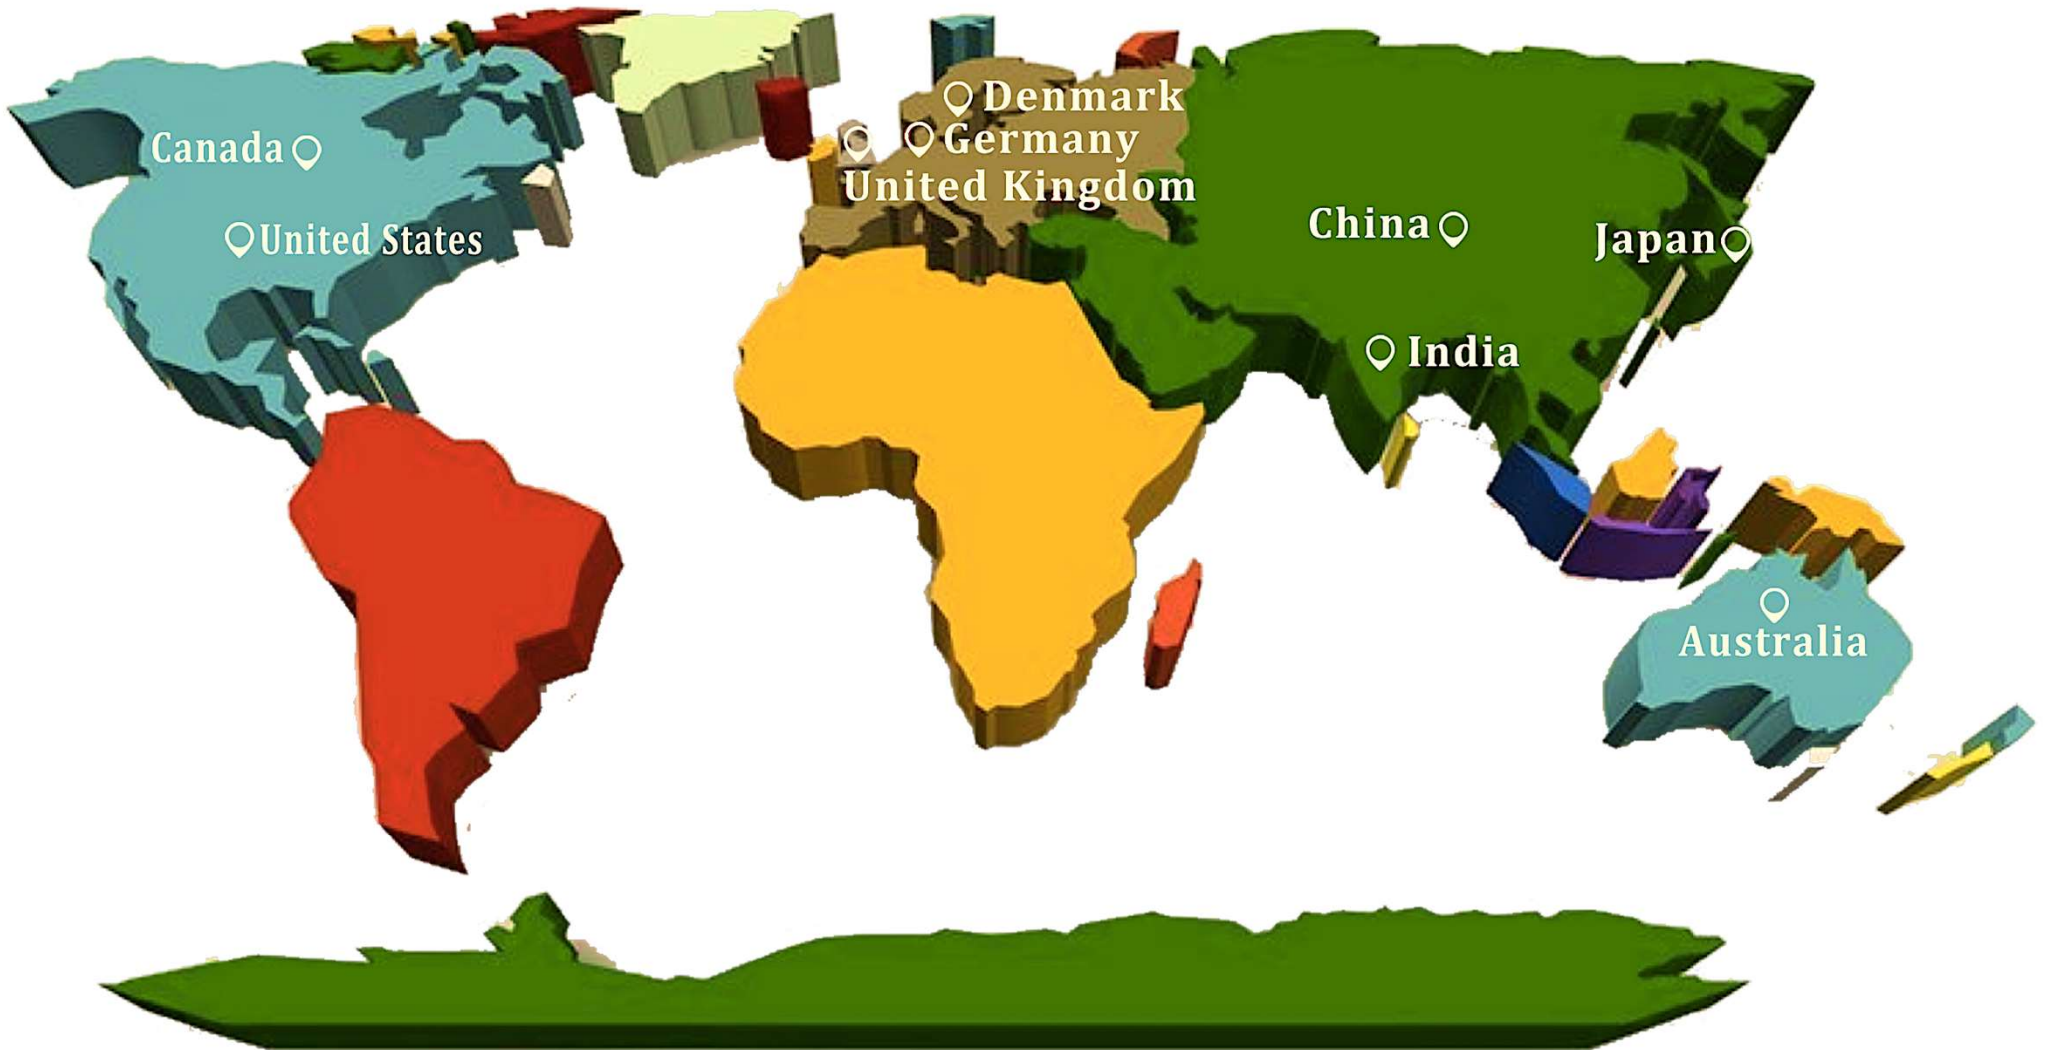 Denmark
Germany
Canada
United Kingdom
China
United States
Japan
India
Australia